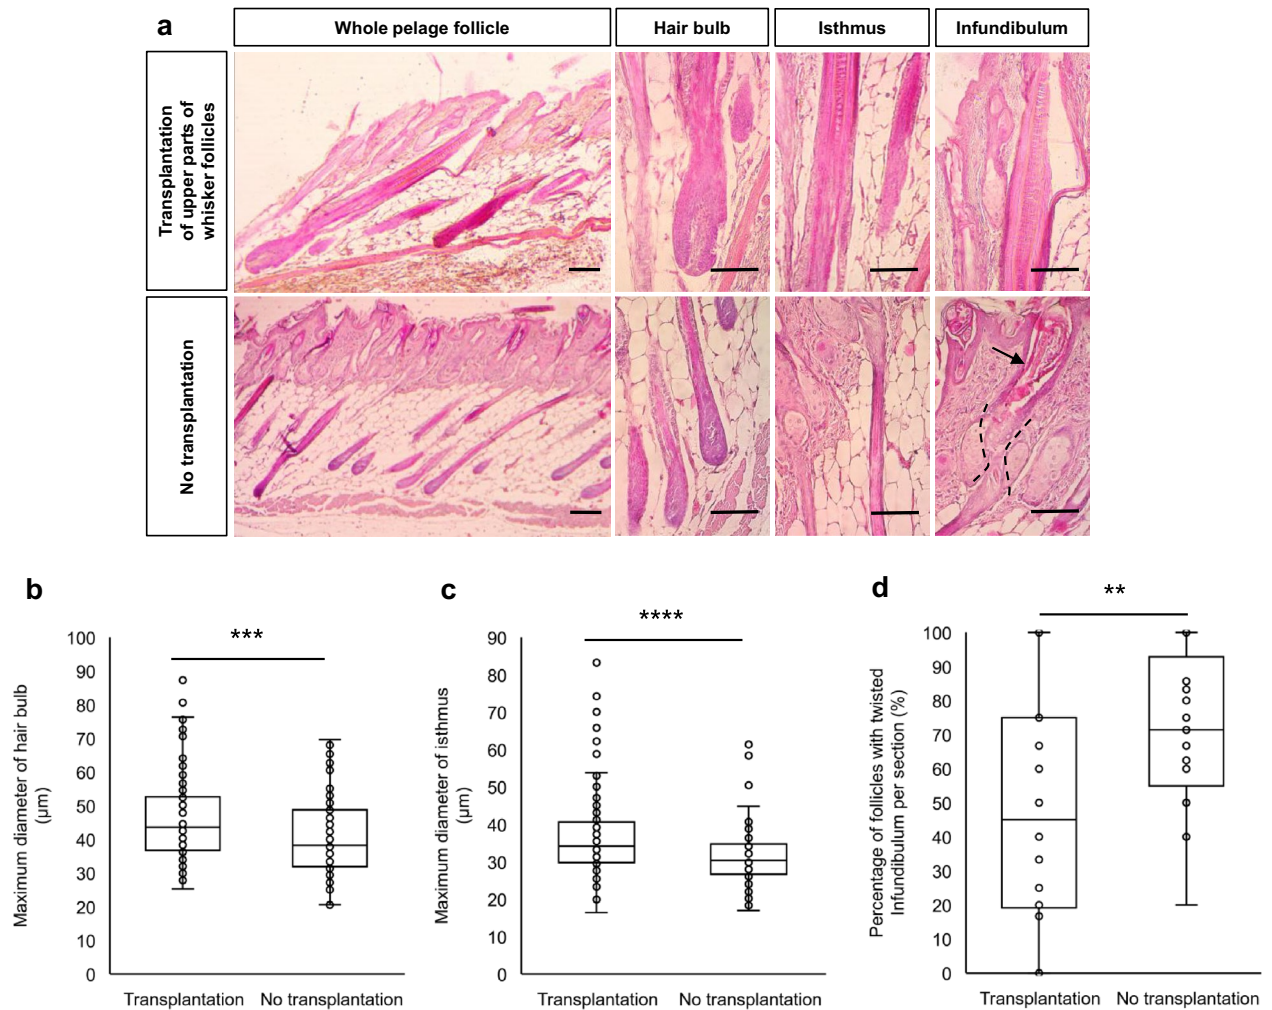 a
Whole pelage follicle
Hair bulb
Isthmus
Infundibulum
Transplantation
of upper parts of
whisker follicles
No transplantation
b
***
Maximum diameter of hair bulb
(μm)
100
90
80
70
60
50
40
30
20
10
0
Transplantation
No transplantation
c
****
Maximum diameter of isthmus
(μm)
90
80
70
60
50
40
30
20
10
0
Transplantation
No transplantation
d
**
Percentage of follicles with twisted
Infundibulum per section (%)
100
90
80
70
60
50
40
30
20
10
0
Transplantation
No transplantation